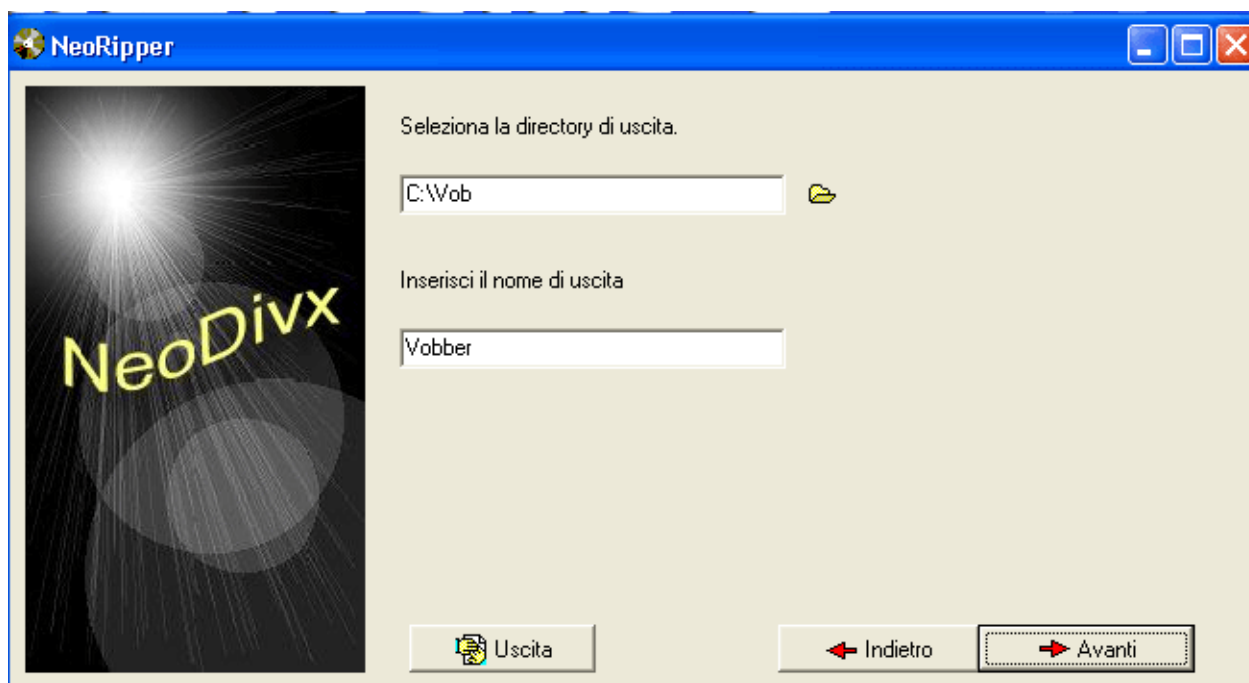 NeoRipper
Seleziona la directory di uscita.
C:\Vob
Inserisci il nome di uscita
Vobber
NeoDivx
Uscita
Indietro
Avanti